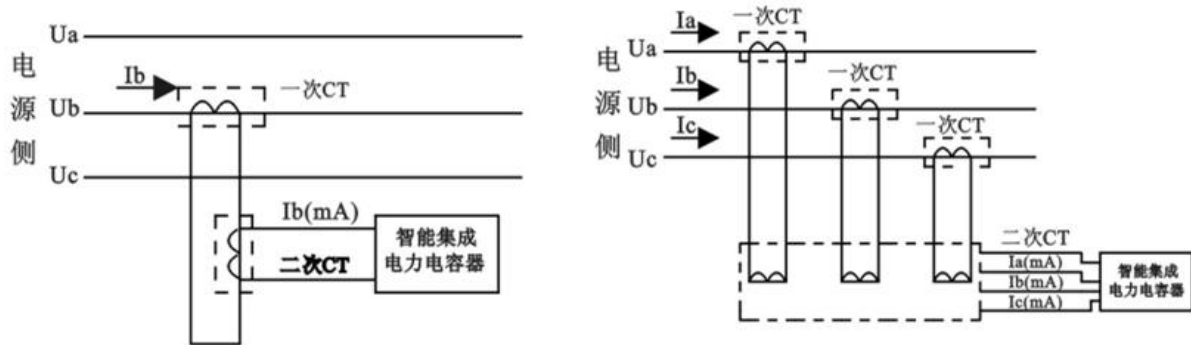 电源侧
Ua
Ib
一次CT
Ub
Uc
Ib(mA)
二次CT
智能集成
电力电容器
电源侧
Ia
一次CT
Ua
Ib
一次CT
Ub
Ic
一次CT
Uc
二次CT
Ia(mA)
Ib(mA)
Ic(mA)
智能集成
电力电容器